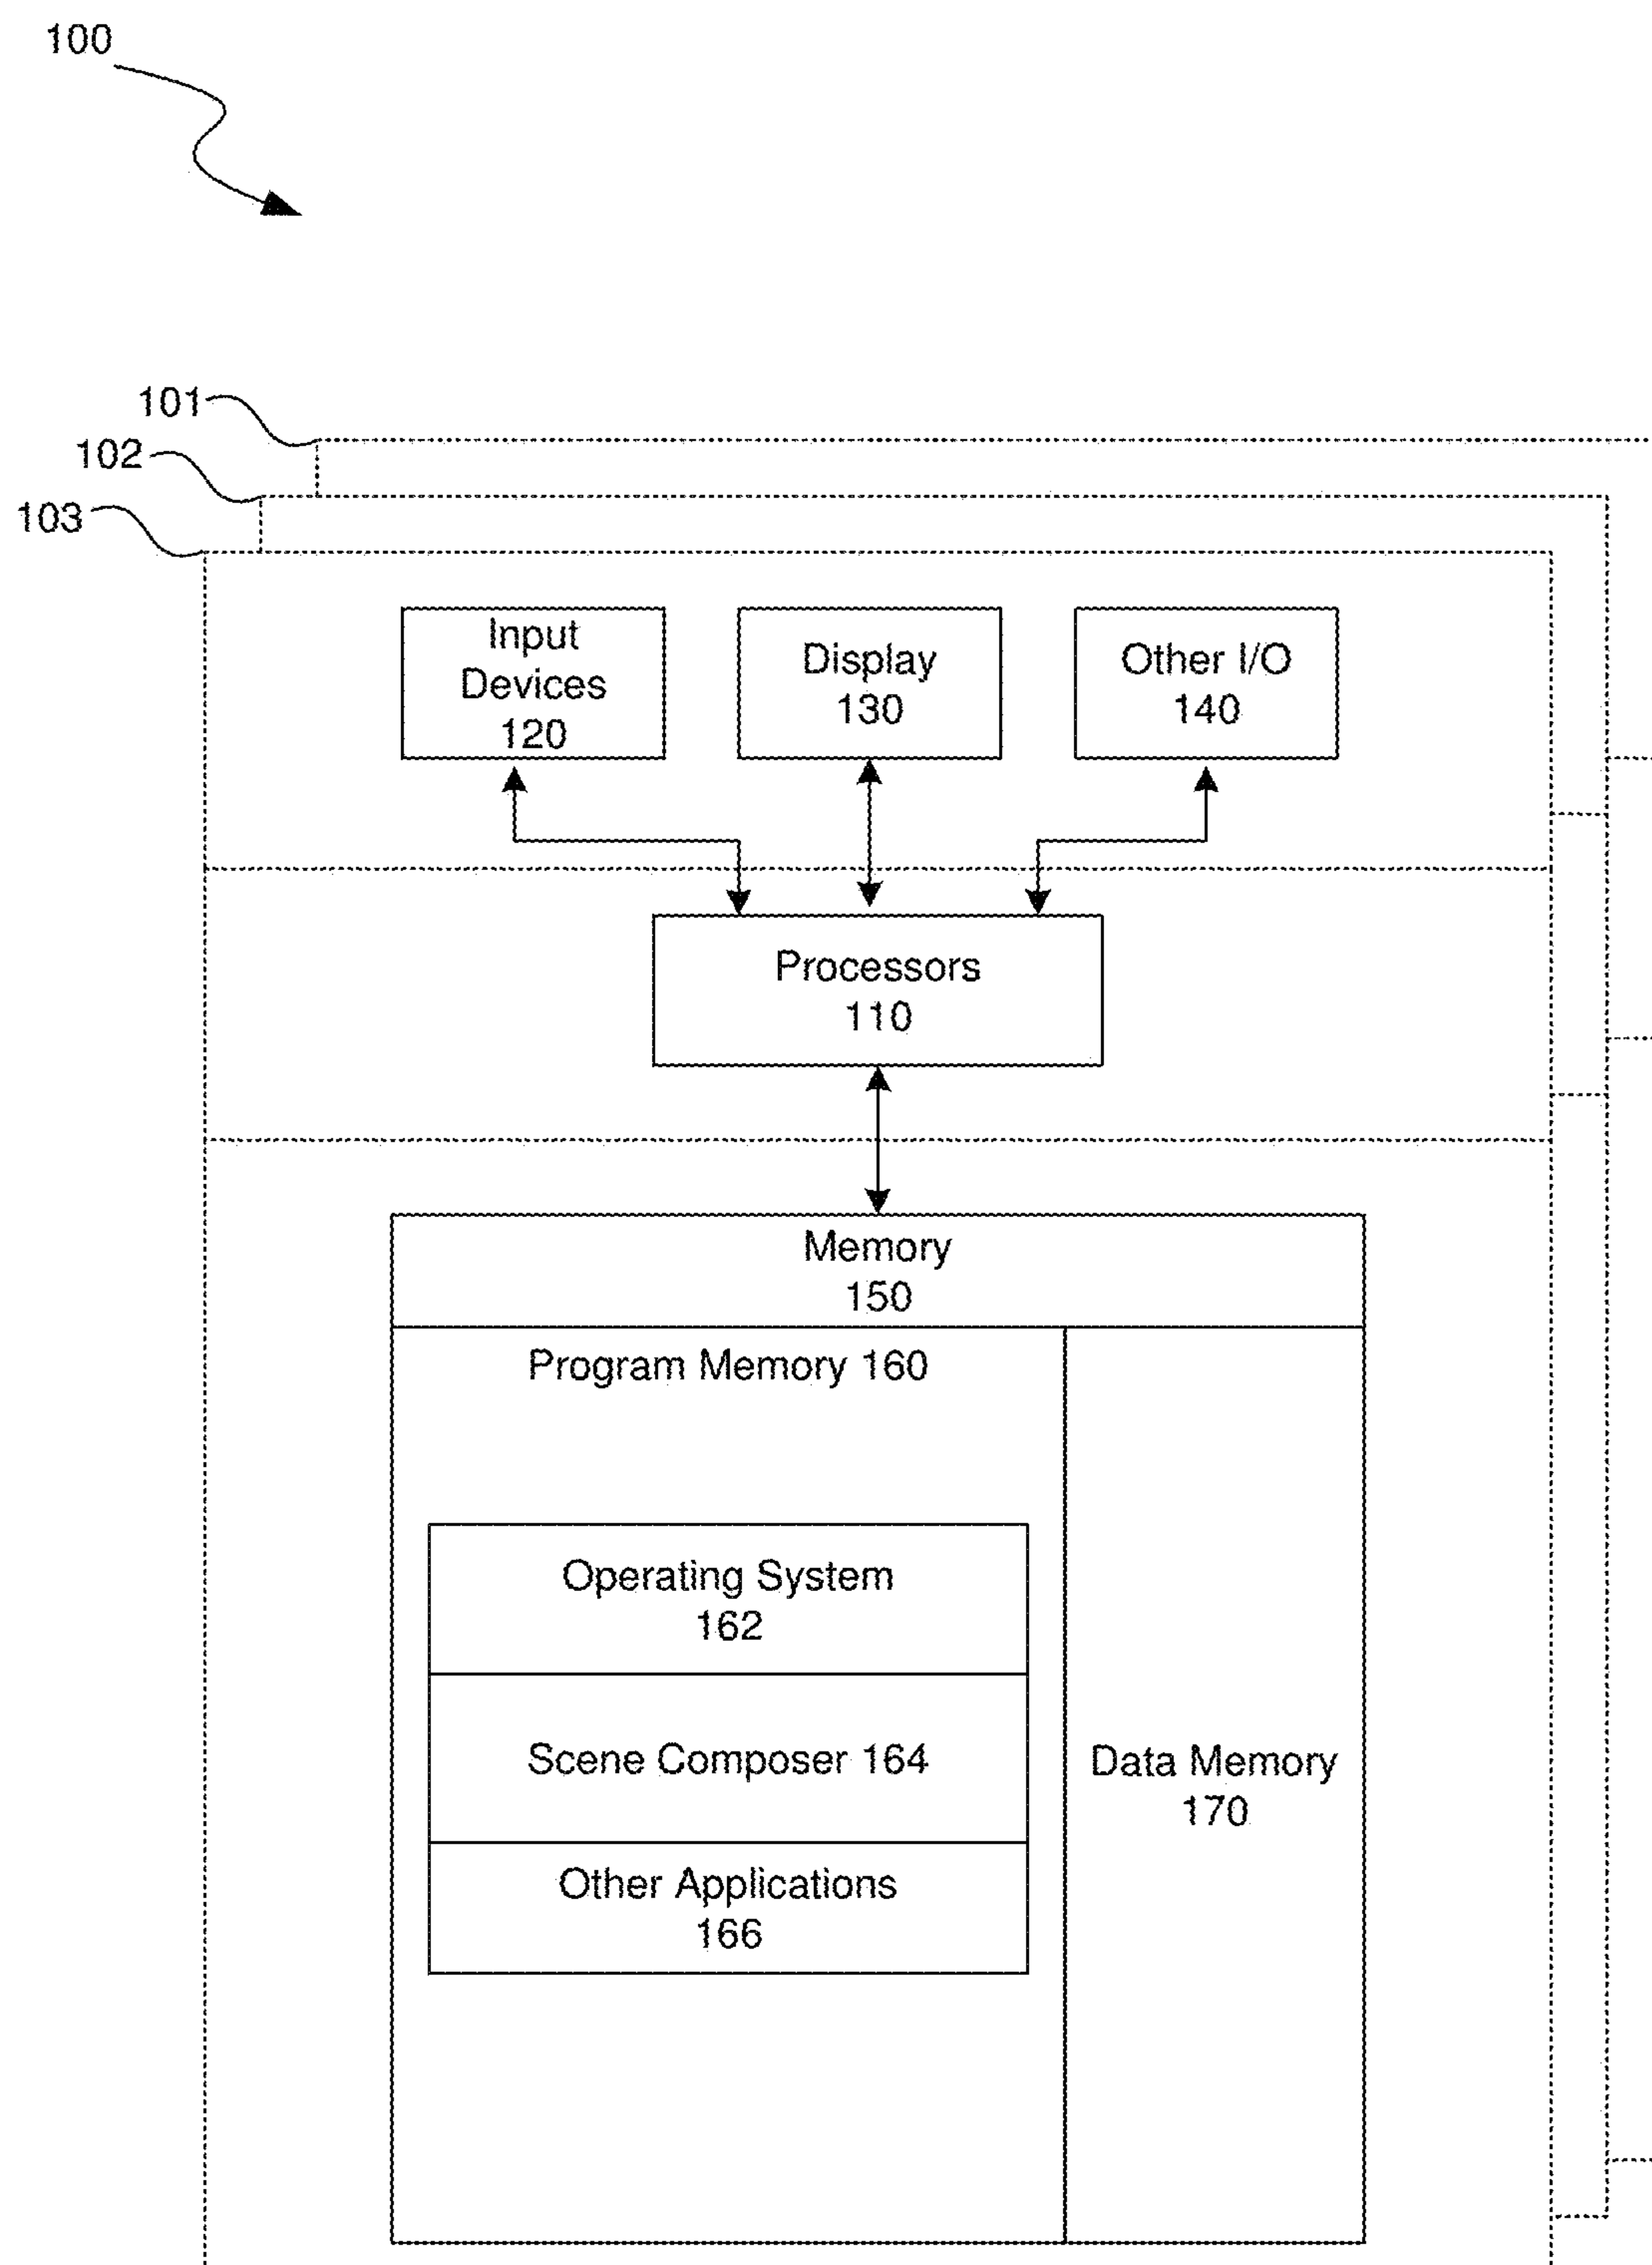 100
101
102
103
Input
Devices
120
Display
130
Other I/O
140
Processors
110
Memory
150
Program Memory 160
Operating System
162
Scene Composer 164
Other Applications
166
Data Memory
170